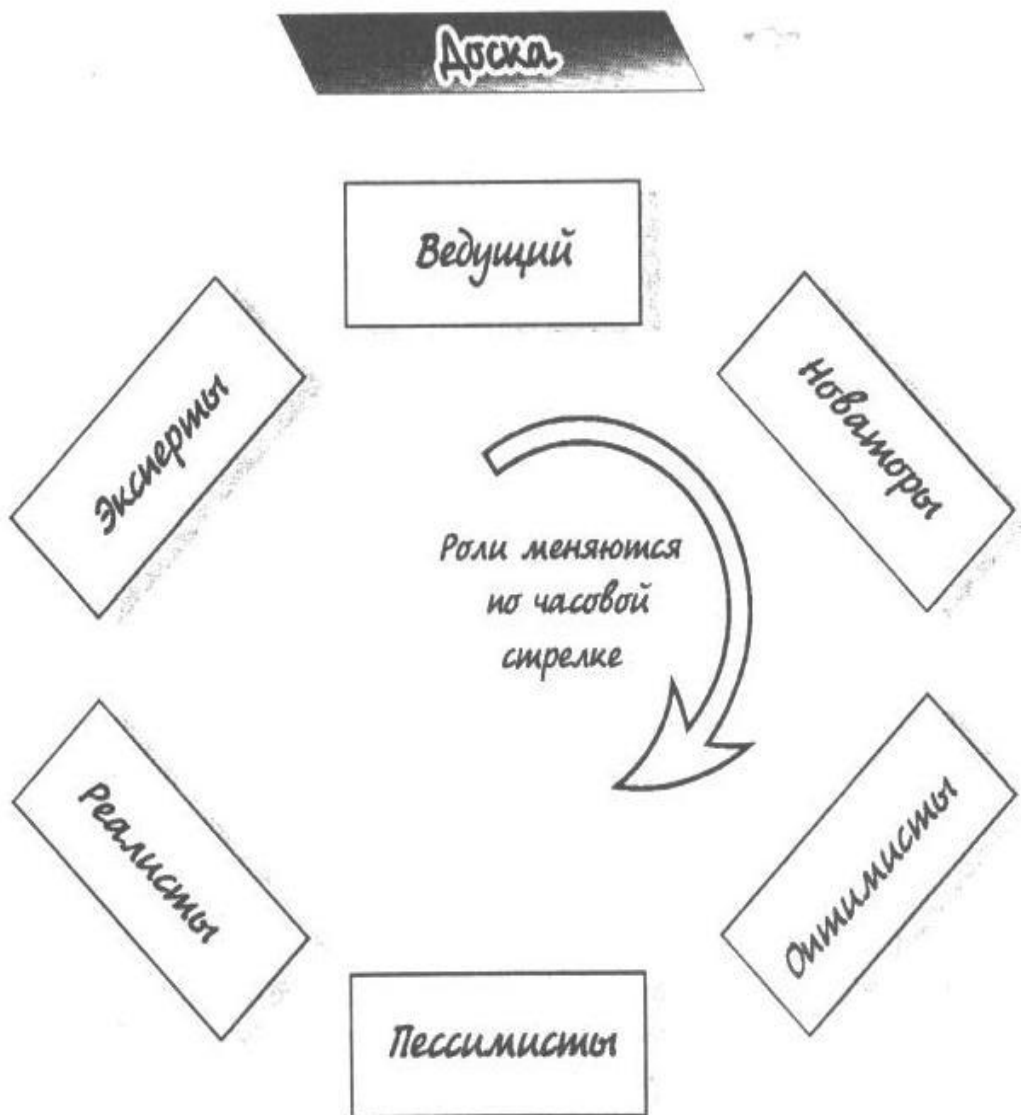 Доска
Ведущий
Эксперты
Новаторы
Роли меняются
по часовой
стрелке
Реалисты
Оптимисты
Пессимисты